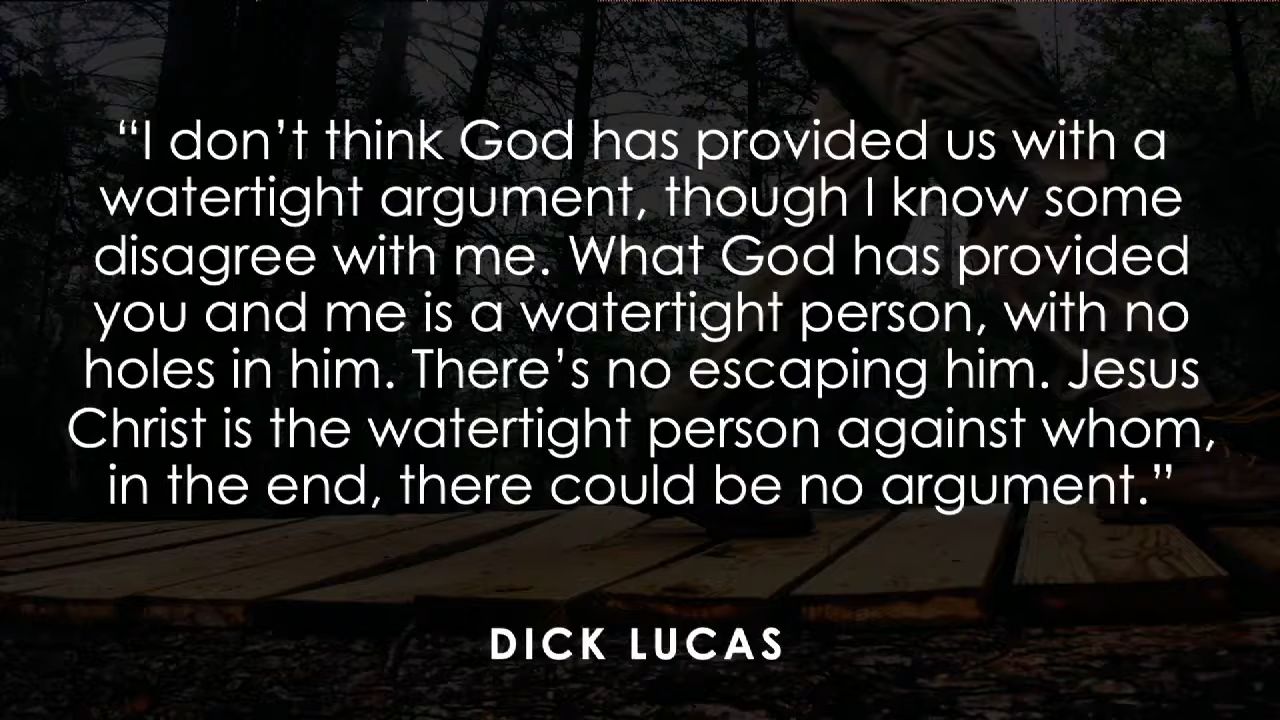 “I don’t think God has provided us with a
watertight argument, though I know some
disagree with me. What God has provided
you and me is a watertight person, with no
holes in him. There’s no escaping him. Jesus
Christ is the watertight person against whom,
in the end, there could be no argument.”
DICK LUCAS